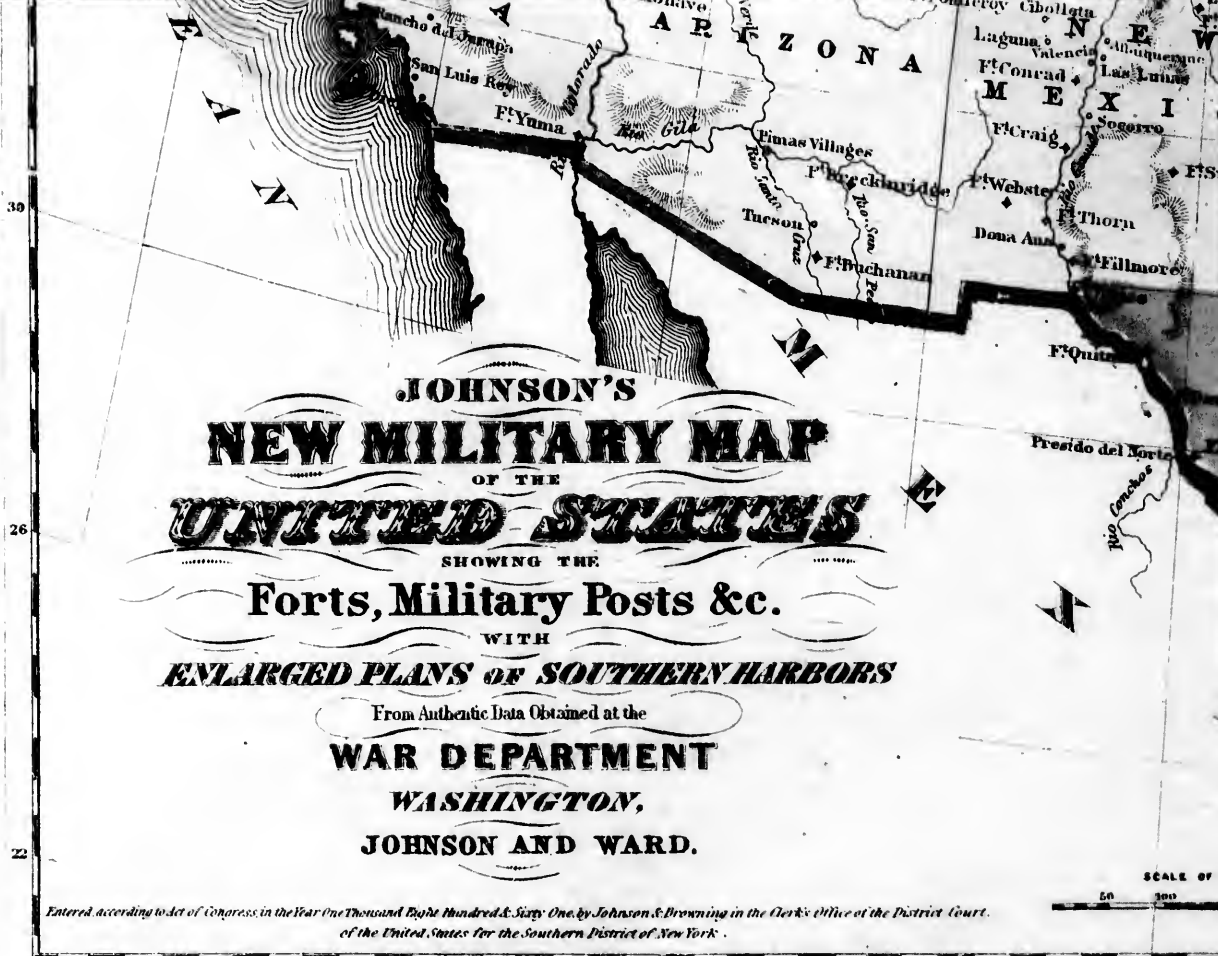 E
A
N
A
Rancho del Jurupa
San Luis Rey
Ft Yuma
Colorado
Rio Gila
Verde
ARIZONA
Pimas Villages
Rio Santa Cruz
Ft Breckinridge
Tucson
Ft Buchanan
Rio San
Cibolleta
Laguna
Valencia
Albuquerque
Ft Conrad
Las Lunas
NEW
MEXI
Ft Craig
Socorro
Ft Webster
Rio Grande
Thorn
Dona Ana
Ft Fillmore
Ft Quitman
Presido del Norte
Rio Conchos
M
E
X
30
26
22
JOHNSON'S
NEW MILITARY MAP
OF THE
UNITED STATES
SHOWING THE
Forts, Military Posts &c.
WITH
ENLARGED PLANS OF SOUTHERN HARBORS
From Authentic Data Obtained at the
WAR DEPARTMENT
WASHINGTON,
JOHNSON AND WARD.
SCALE OF
50 100
Entered according to Act of Congress, in the Year One Thousand Eight Hundred & Sixty One, by Johnson & Browning in the Clerk's Office of the District Court.
of the United States for the Southern District of New York.